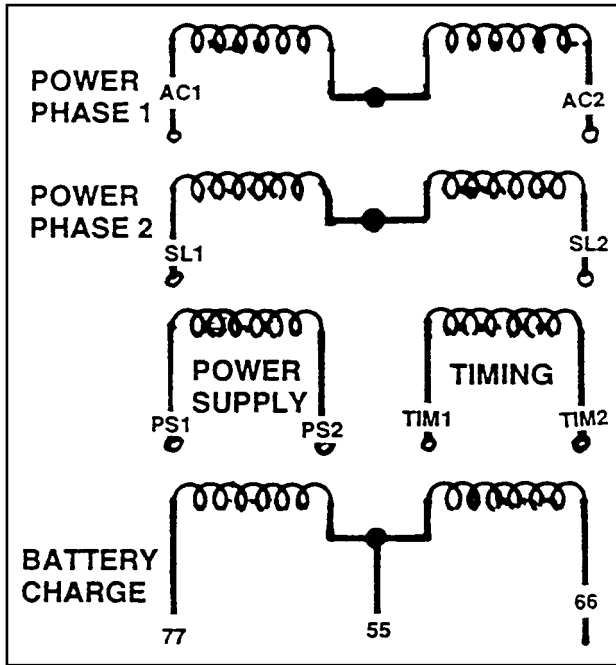 POWER
PHASE 1
AC1
AC2
POWER
PHASE 2
SL1
SL2
POWER
SUPPLY
PS1
PS2
TIMING
TIM1
TIM2
BATTERY
CHARGE
77
55
66